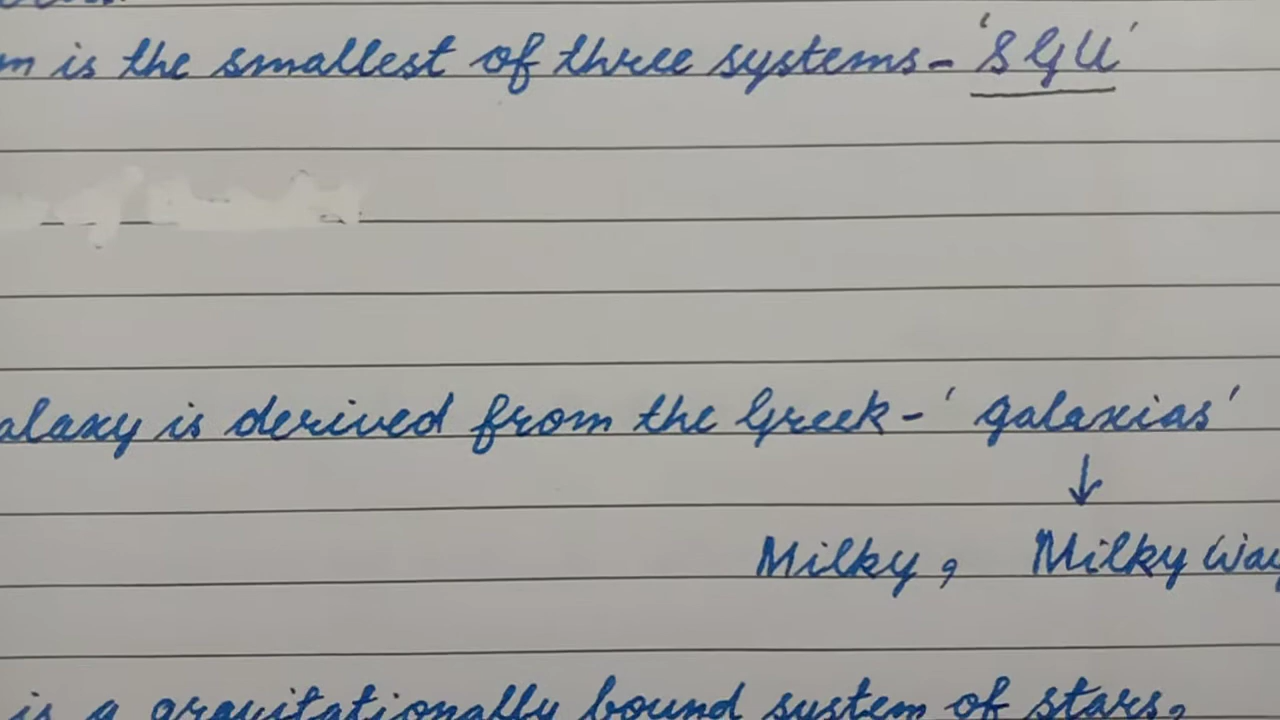 m is the smallest of three systems - 'SGU'
alaxy is derived from the Greek - 'galaxias'
↓
Milky, Milky Way
is a gravitationally bound system of stars,